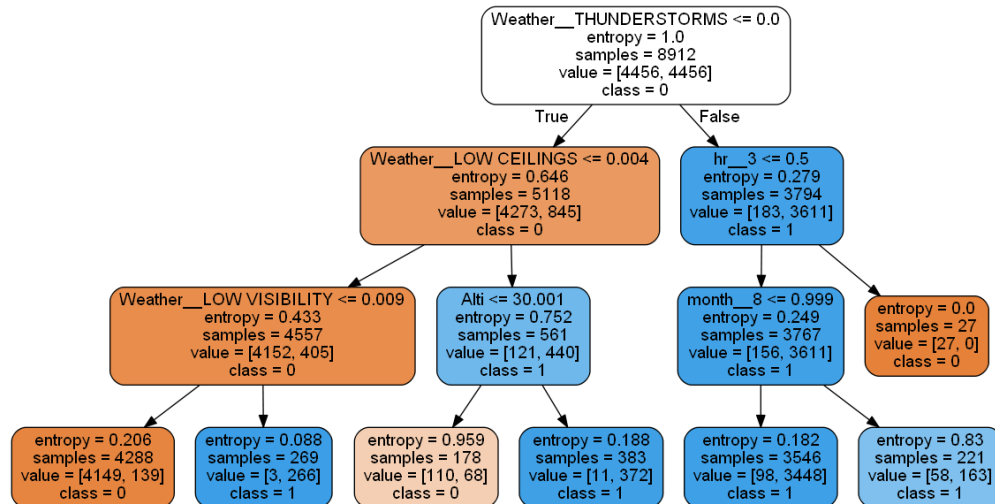 Weather__THUNDERSTORMS <= 0.0
entropy = 1.0
samples = 8912
value = [4456, 4456]
class = 0
True
False
Weather__LOW CEILINGS <= 0.004
entropy = 0.646
samples = 5118
value = [4273, 845]
class = 0
hr__3 <= 0.5
entropy = 0.279
samples = 3794
value = [183, 3611]
class = 1
Weather__LOW VISIBILITY <= 0.009
entropy = 0.433
samples = 4557
value = [4152, 405]
class = 0
Alti <= 30.001
entropy = 0.752
samples = 561
value = [121, 440]
class = 1
month__8 <= 0.999
entropy = 0.249
samples = 3767
value = [156, 3611]
class = 1
entropy = 0.0
samples = 27
value = [27, 0]
class = 0
entropy = 0.206
samples = 4288
value = [4149, 139]
class = 0
entropy = 0.088
samples = 269
value = [3, 266]
class = 1
entropy = 0.959
samples = 178
value = [110, 68]
class = 0
entropy = 0.188
samples = 383
value = [11, 372]
class = 1
entropy = 0.182
samples = 3546
value = [98, 3448]
class = 1
entropy = 0.83
samples = 221
value = [58, 163]
class = 1